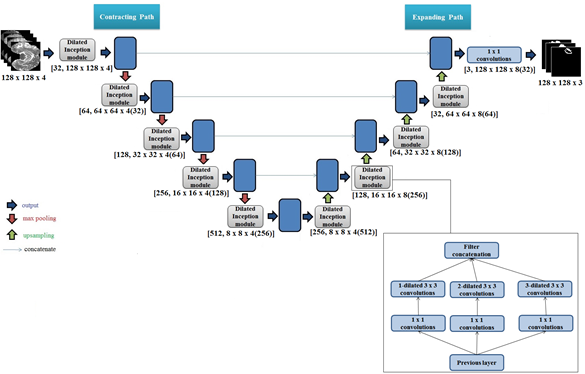 Contracting Path
Expanding Path
128 x 128 x 4
Dilated
Inception
module
[32, 128 x 128 x 4]
1 x 1
convolutions
[3, 128 x 128 x 8(32)]
128 x 128 x 3
Dilated
Inception
module
[64, 64 x 64 x 4(32)]
Dilated
Inception
module
[32, 64 x 64 x 8(64)]
Dilated
Inception
module
[128, 32 x 32 x 4(64)]
Dilated
Inception
module
[64, 32 x 32 x 8(128)]
Dilated
Inception
module
[256, 16 x 16 x 4(128)]
Dilated
Inception
module
[128, 16 x 16 x 8(256)]
Dilated
Inception
module
[512, 8 x 8 x 4(256)]
Dilated
Inception
module
[256, 8 x 8 x 4(512)]
output
max pooling
upsampling
concatenate
Filter
concatenation
1-dilated 3 x 3
convolutions
2-dilated 3 x 3
convolutions
3-dilated 3 x 3
convolutions
1 x 1
convolutions
1 x 1
convolutions
1 x 1
convolutions
Previous layer